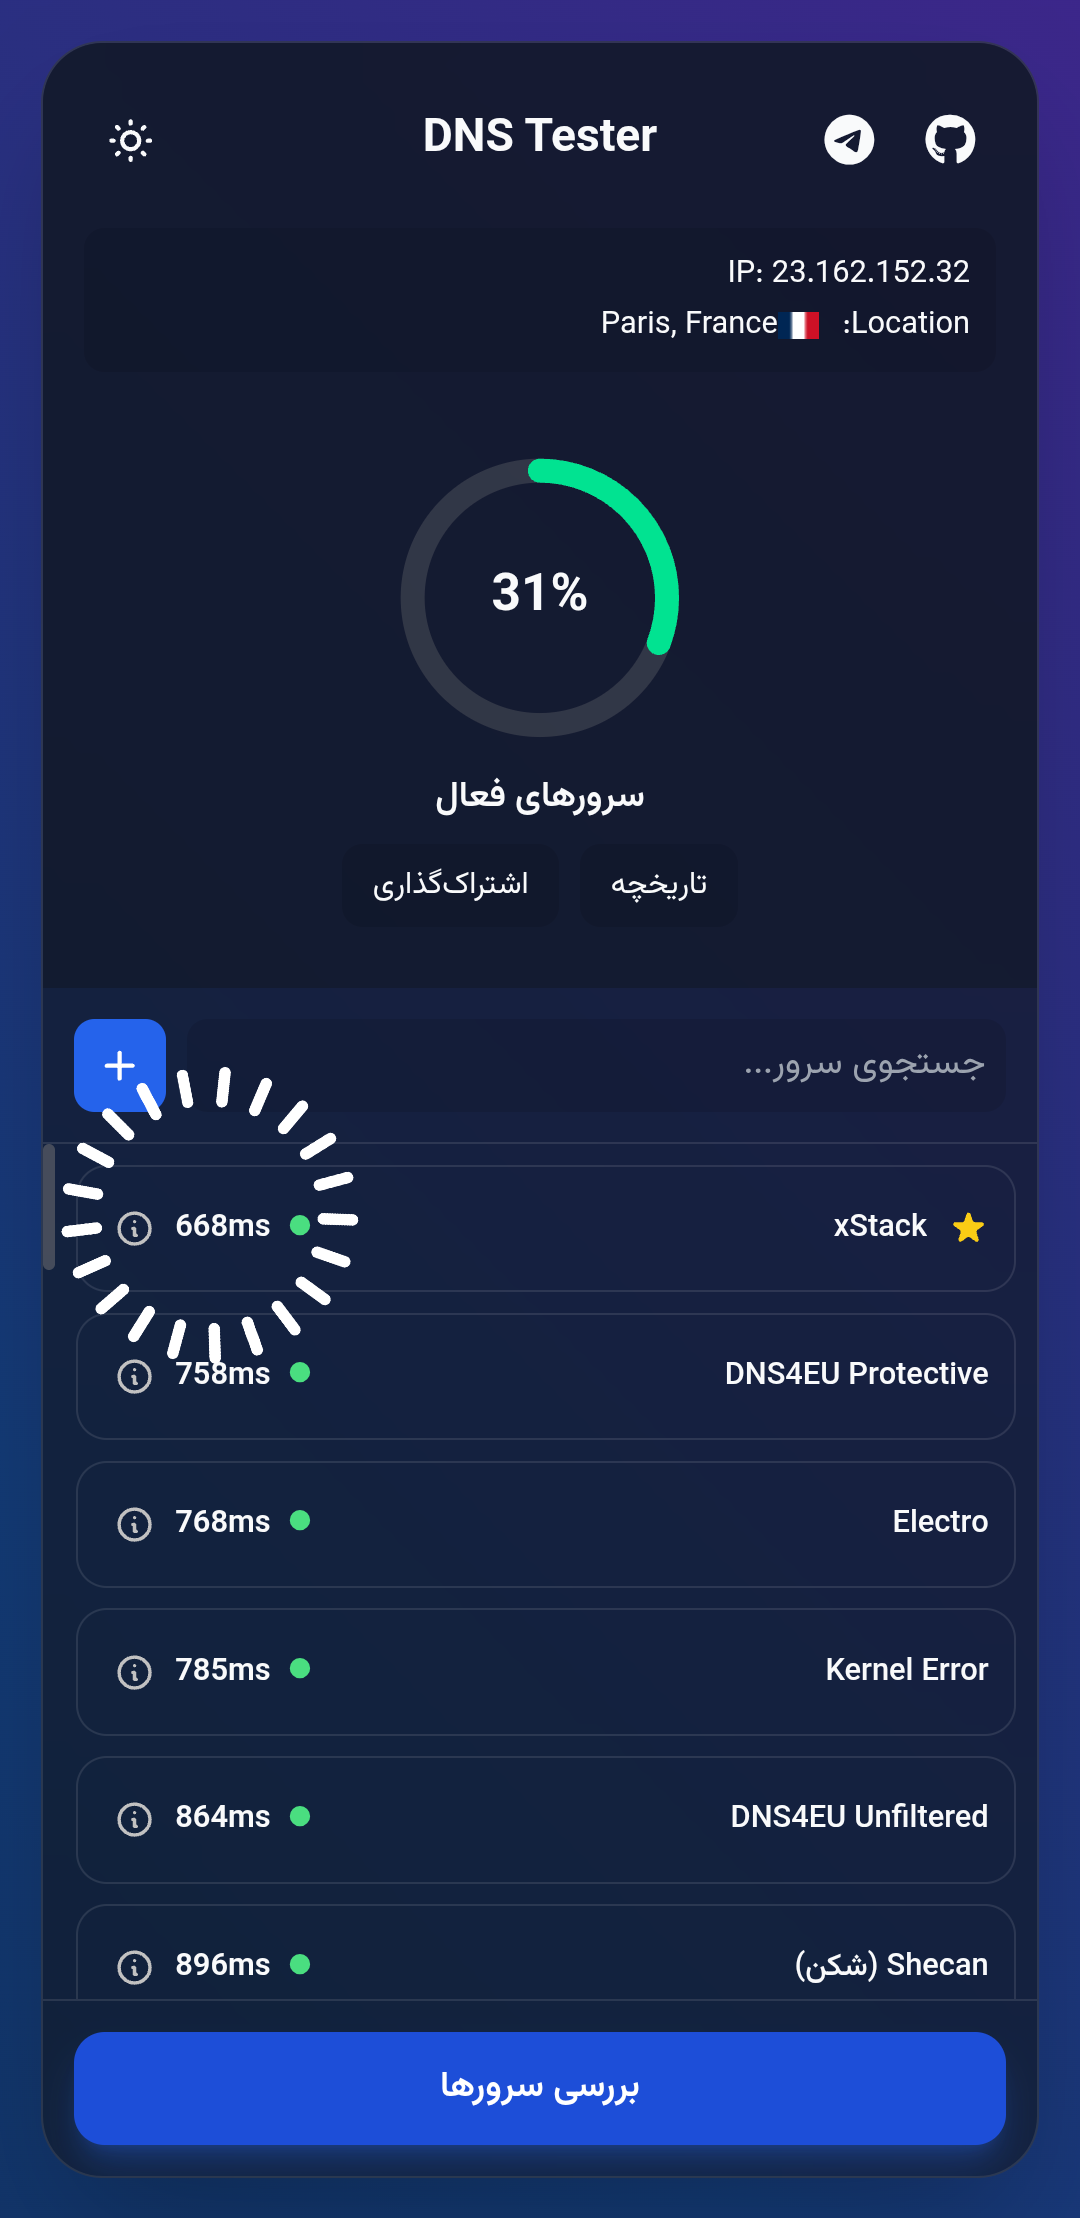 DNS Tester
IP: 23.162.152.32
Location: Paris, France
31%
سرورهای فعال
تاریخچه
اشتراک‌گذاری
جستجوی سرور...
xStack
668ms
DNS4EU Protective
758ms
Electro
768ms
Kernel Error
785ms
DNS4EU Unfiltered
864ms
Shecan (شکن)
896ms
بررسی سرورها